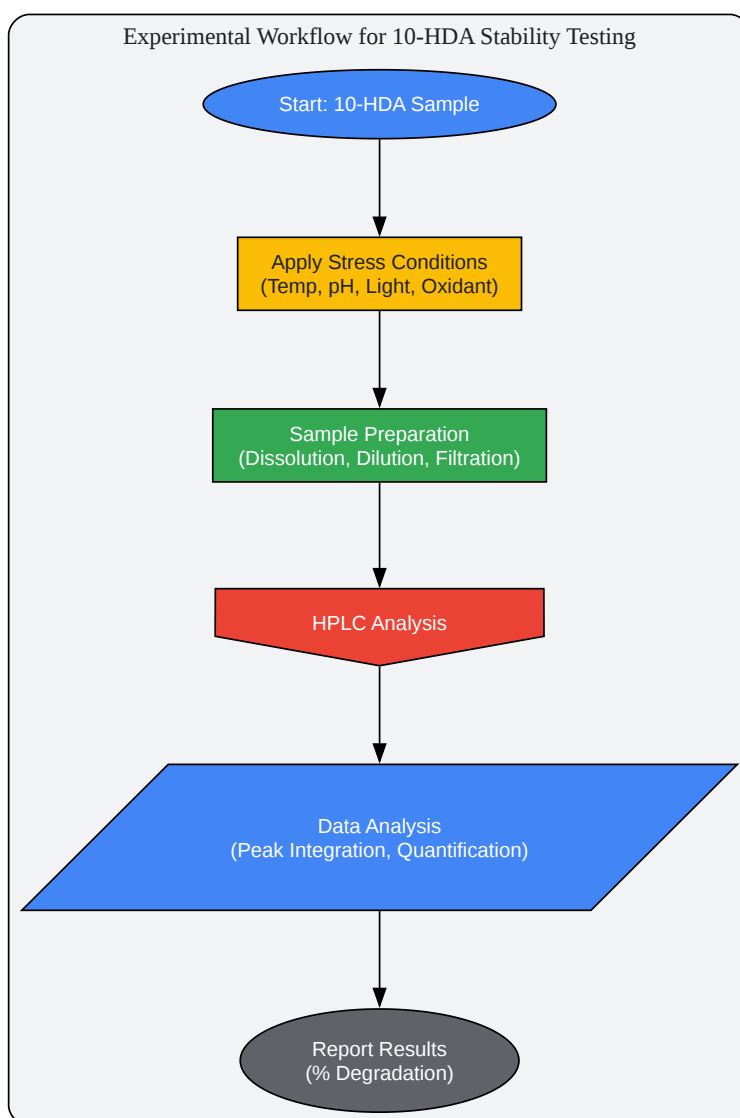 Experimental Workflow for 10-HDA Stability Testing
Start: 10-HDA Sample
Apply Stress Conditions
(Temp, pH, Light, Oxidant)
Sample Preparation
(Dissolution, Dilution, Filtration)
HPLC Analysis
Data Analysis
(Peak Integration, Quantification)
Report Results
(% Degradation)